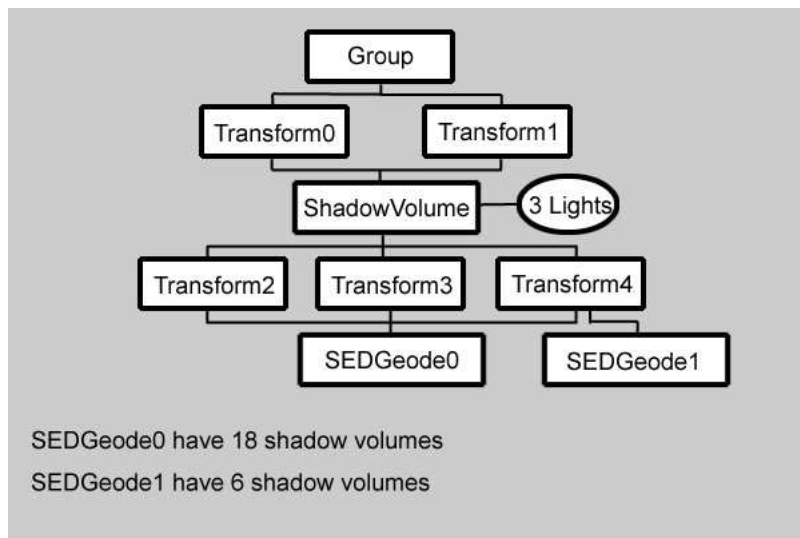 Group
Transform0
Transform1
ShadowVolume
3 Lights
Transform2
Transform3
Transform4
SEDGeode0
SEDGeode1
SEDGeode0 have 18 shadow volumes
SEDGeode1 have 6 shadow volumes